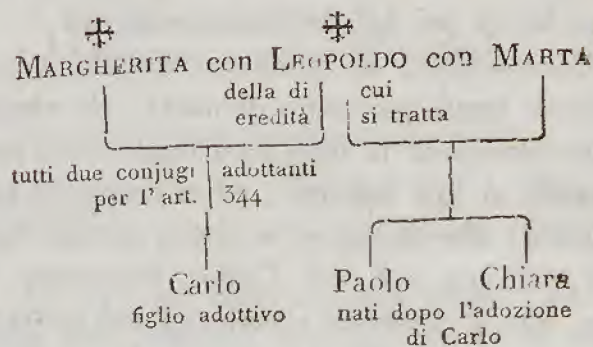 MARGHERITA con LEOPOLDO con MARTA
della di cui
eredità si tratta
tutti due conjugi adottanti
per l'art. 344
Carlo Paolo Chiara
figlio adottivo nati dopo l'adozione
di Carlo